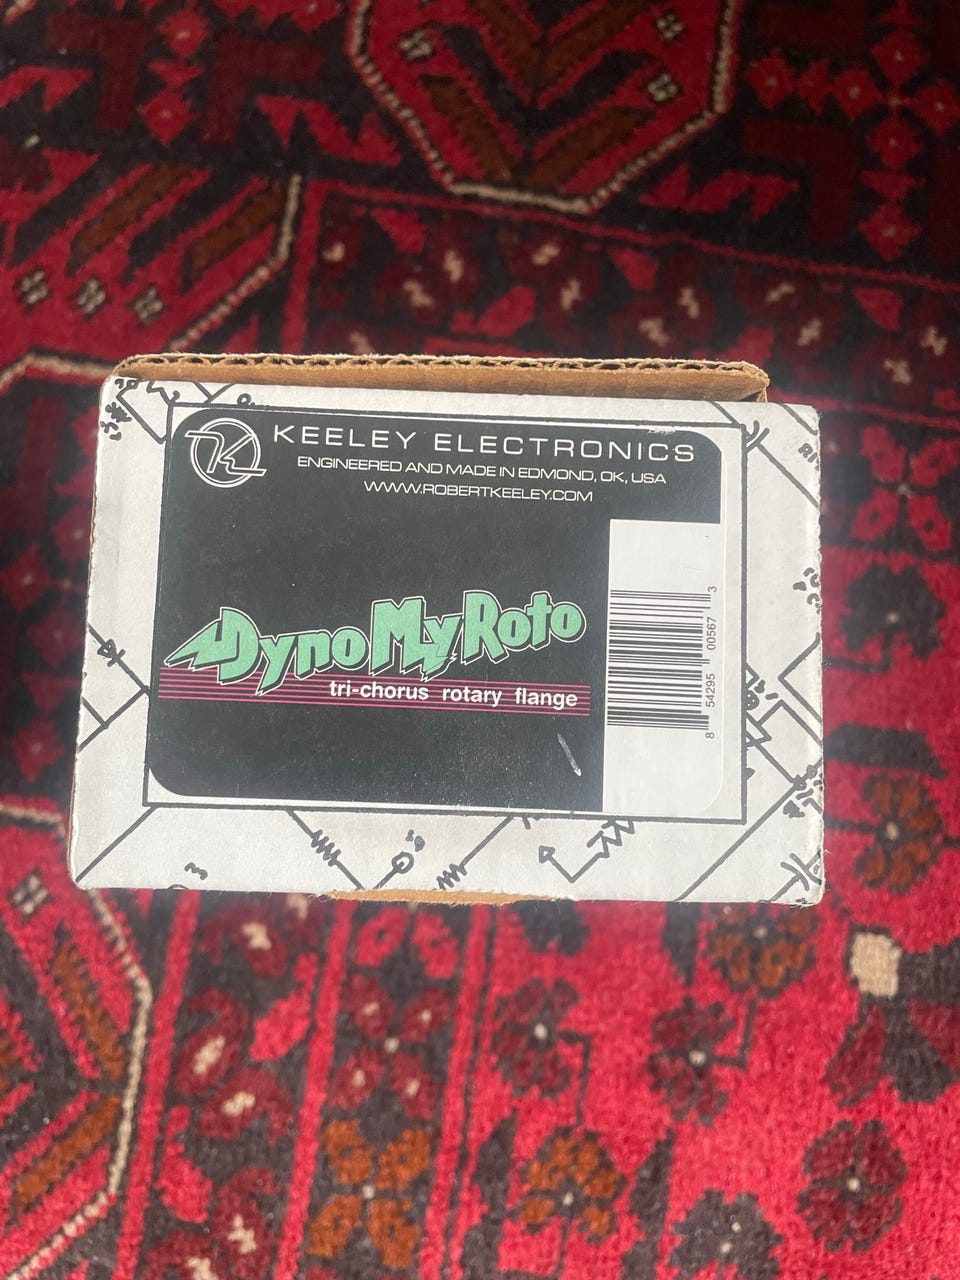 KEELEY ELECTRONICS
ENGINEERED AND MADE IN EDMOND, OK, USA
WWW.ROBERTKEELEY.COM
Dyno My Roto
tri-chorus rotary flange
8 54295 00567 3